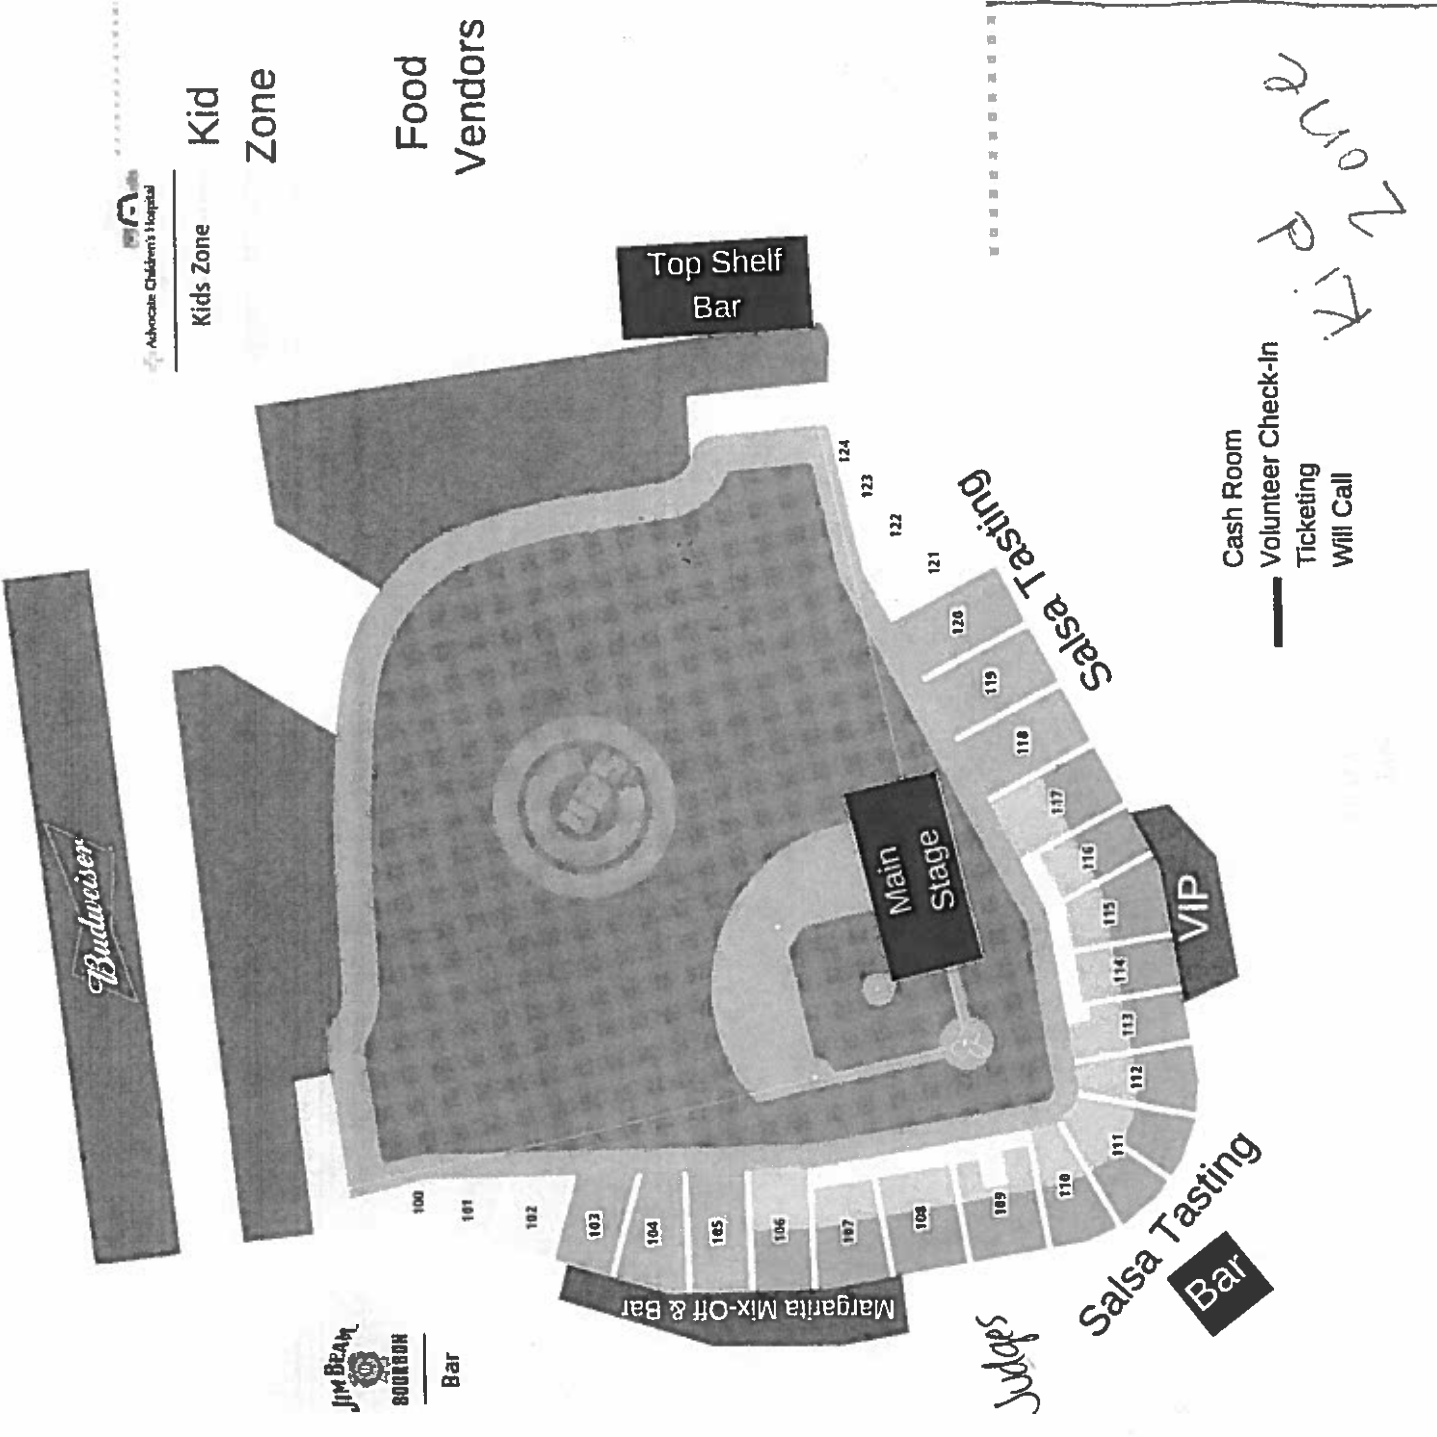 Advocate Children's Hospital
Kids Zone
Kid
Zone
Food
Vendors
Top Shelf
Bar
Kid
Zone
Cash Room
Volunteer Check-In
Ticketing
Will Call
Budweiser
124
123
122
121
Salsa Tasting
120
119
118
117
116
115
114
113
112
111
110
109
108
107
106
105
104
103
102
101
100
CUBS
Main
Stage
VIP
Salsa Tasting
Bar
Margarita Mix-Off & Bar
Judges
JIM BEAM
BOURBON
Bar